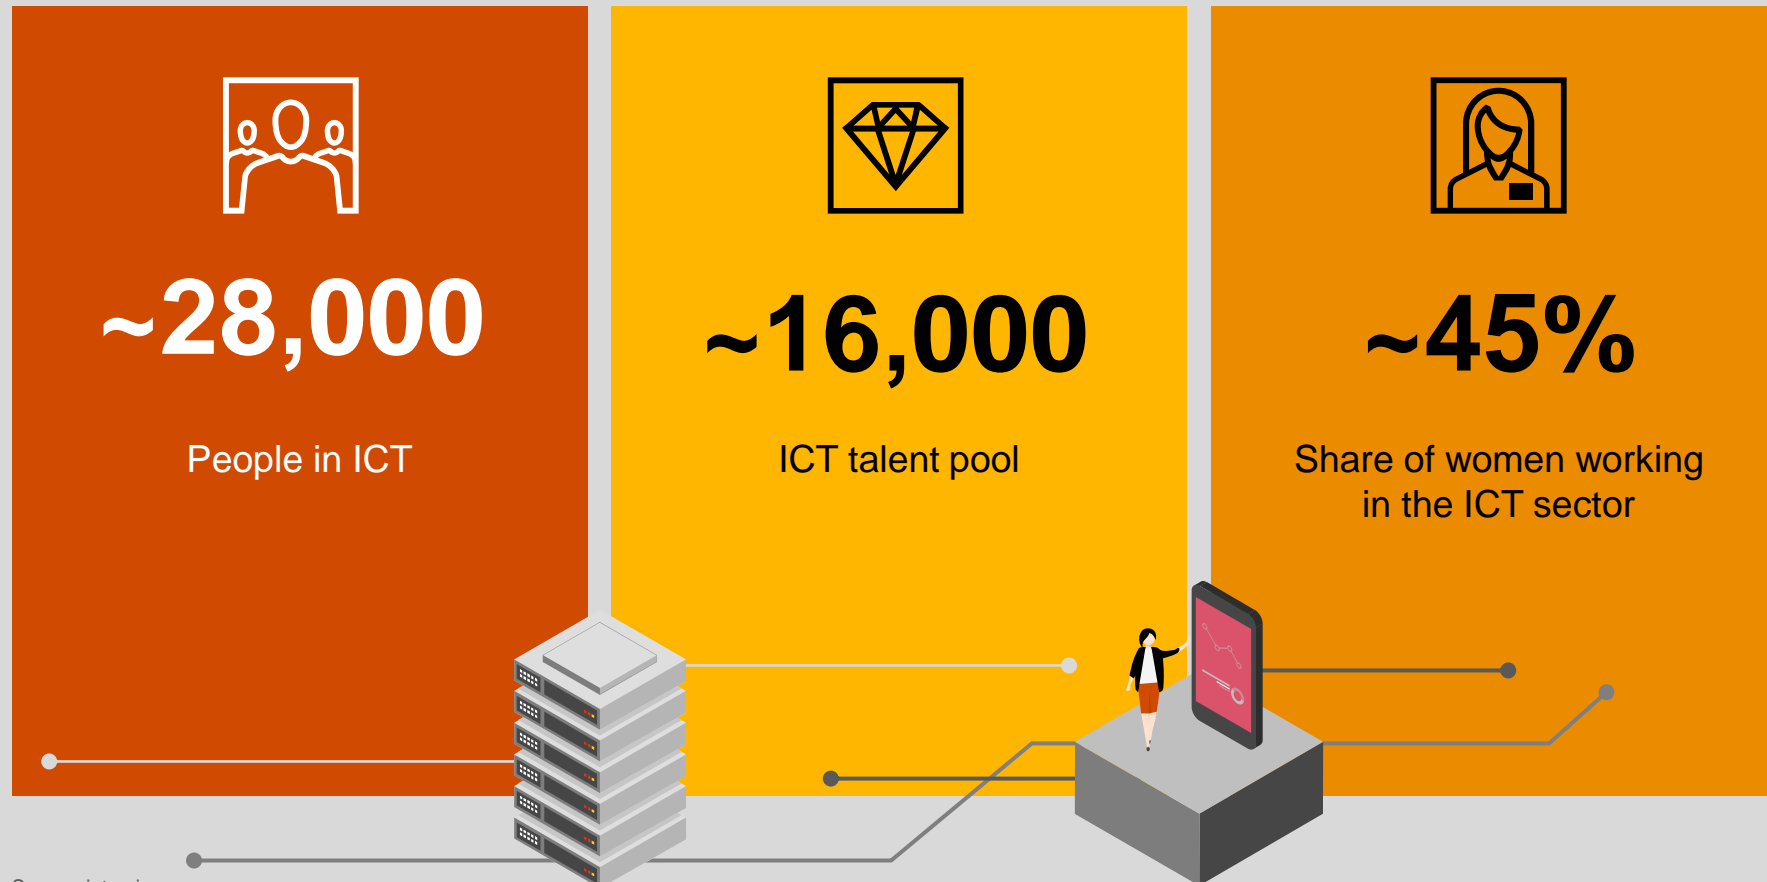 ~28,000
People in ICT
~16,000
ICT talent pool
~45%
Share of women working
in the ICT sector